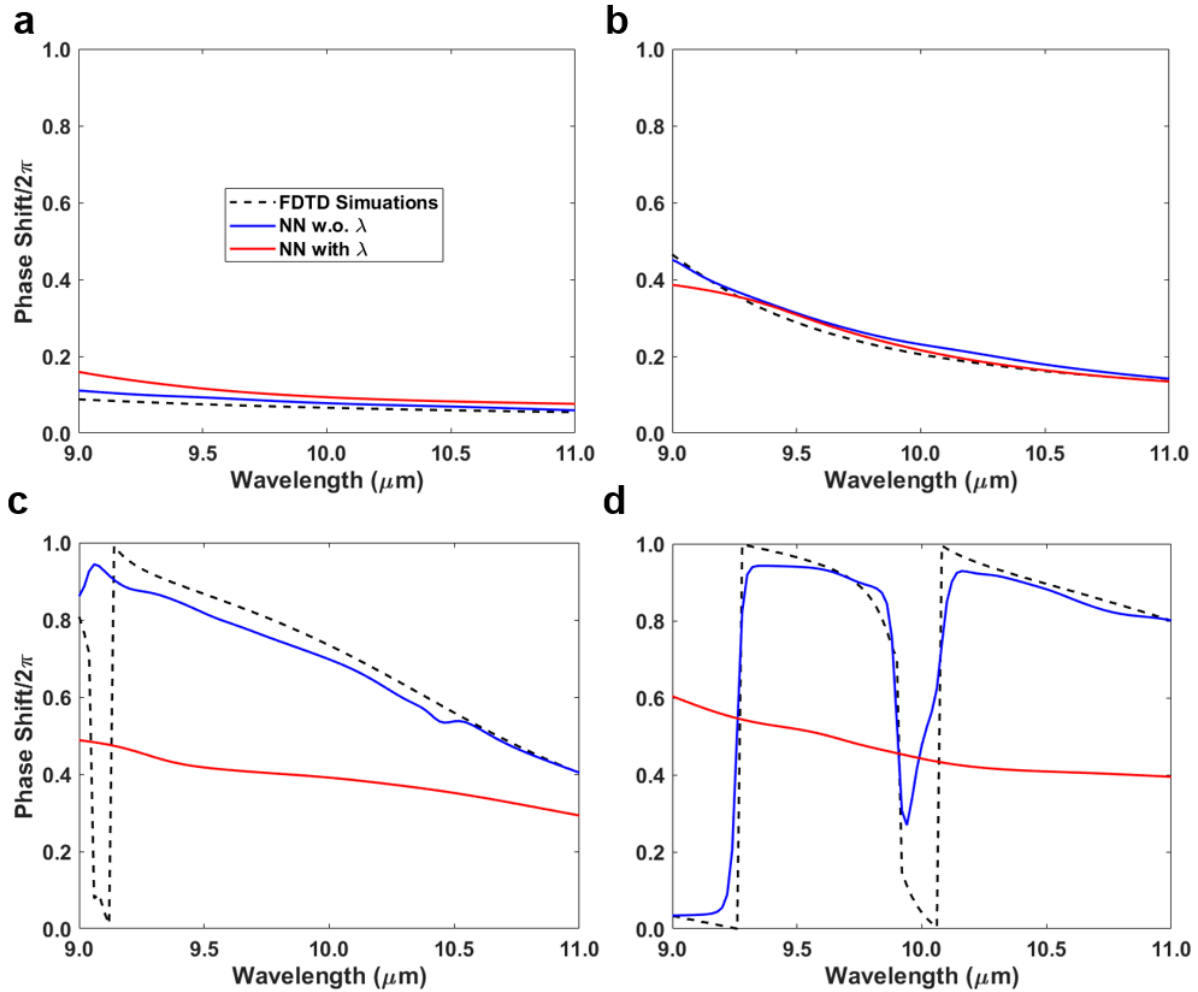 a
1.0
0.8
0.6
0.4
0.2
0.0
Phase Shift/2π
FDTD Simuations
NN w.o. λ
NN with λ
9.0 9.5 10.0 10.5 11.0
Wavelength (μm)
b
1.0
0.8
0.6
0.4
0.2
0.0
9.0 9.5 10.0 10.5 11.0
Wavelength (μm)
c
1.0
0.8
0.6
0.4
0.2
0.0
Phase Shift/2π
9.0 9.5 10.0 10.5 11.0
Wavelength (μm)
d
1.0
0.8
0.6
0.4
0.2
0.0
9.0 9.5 10.0 10.5 11.0
Wavelength (μm)